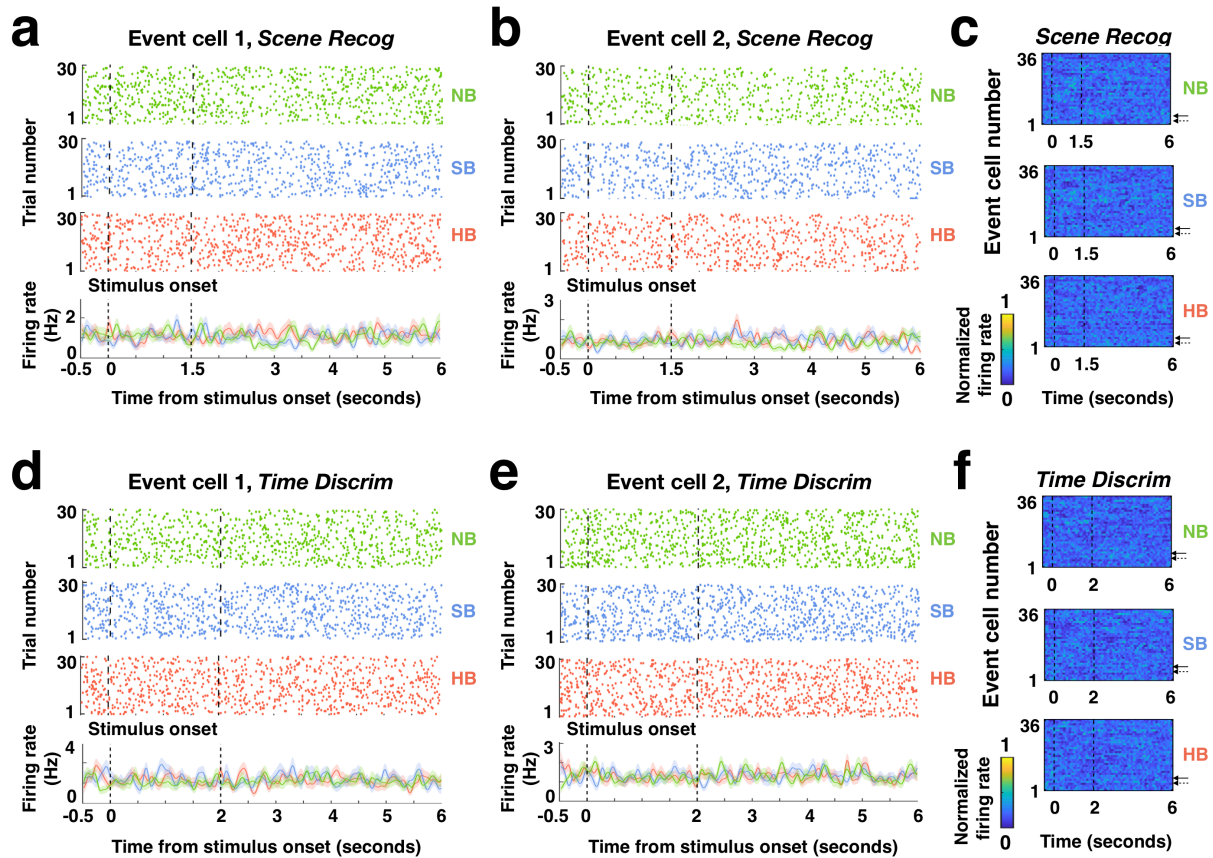 a
Event cell 1, Scene Recog
Trial number
30
1
NB
30
1
SB
30
1
HB
Stimulus onset
Firing rate
(Hz)
2
0
-0.5 0 1.5 2 3 4 5 6
Time from stimulus onset (seconds)
b
Event cell 2, Scene Recog
30
1
NB
30
1
SB
30
1
HB
Stimulus onset
Firing rate
(Hz)
3
0
-0.5 0 1.5 2 3 4 5 6
Time from stimulus onset (seconds)
c
Scene Recog
Event cell number
36
1
NB
0 1.5 6
36
1
SB
0 1.5 6
36
1
HB
0 1.5 6
Normalized
firing rate
1
0
Time (seconds)
d
Event cell 1, Time Discrim
Trial number
30
1
NB
30
1
SB
30
1
HB
Stimulus onset
Firing rate
(Hz)
4
0
-0.5 0 1 2 3 4 5 6
Time from stimulus onset (seconds)
e
Event cell 2, Time Discrim
30
1
NB
30
1
SB
30
1
HB
Stimulus onset
Firing rate
(Hz)
3
0
-0.5 0 1 2 3 4 5 6
Time from stimulus onset (seconds)
f
Time Discrim
Event cell number
36
1
NB
0 2 6
36
1
SB
0 2 6
36
1
HB
0 2 6
Normalized
firing rate
1
0
Time (seconds)